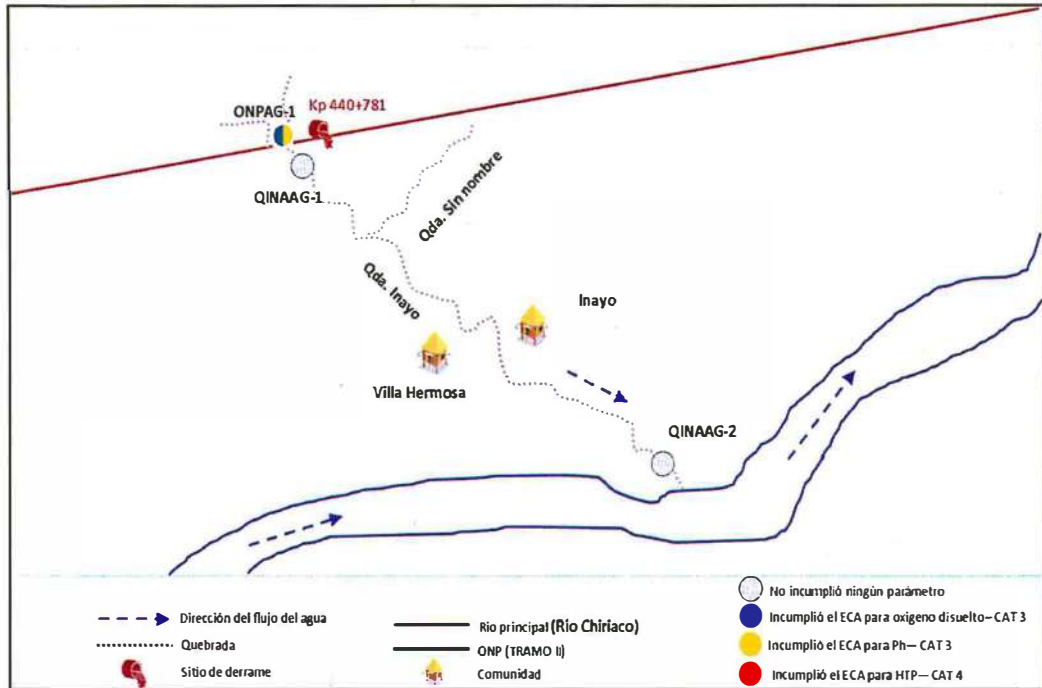 ONPAG-1
Kp 440+781
QINAAG-1
Qda. Sin nombre
Qda. Inayo
Inayo
Villa Hermosa
QINAAG-2
Dirección del flujo del agua
Quebrada
Sitio de derrame
Rio principal (Río Chiríaco)
ONP (TRAMO II)
Comunidad
No incumplió ningún parámetro
Incumplió el ECA para oxigeno disuelto–CAT 3
Incumplió el ECA para Ph– CAT 3
Incumplió el ECA para HTP– CAT 4